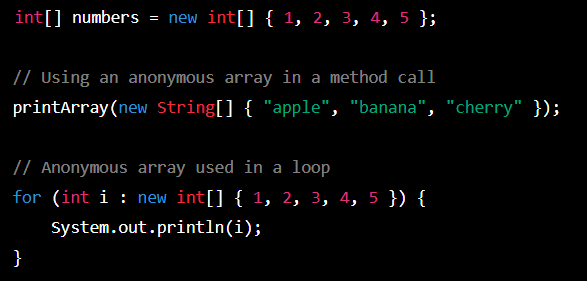 int[] numbers = new int[] { 1, 2, 3, 4, 5 };
// Using an anonymous array in a method call
printArray(new String[] { "apple", "banana", "cherry" });
// Anonymous array used in a loop
for (int i : new int[] { 1, 2, 3, 4, 5 }) {
    System.out.println(i);
}